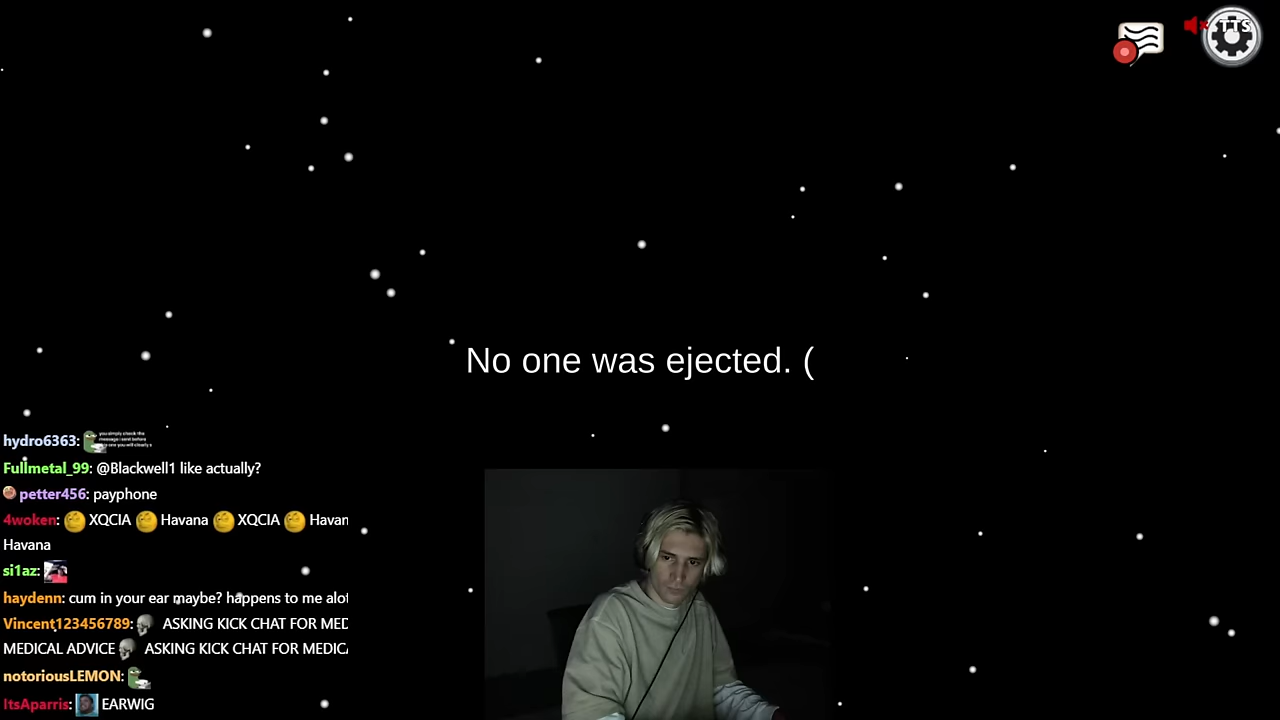 TTS
No one was ejected. (
hydro6363:
Fullmetal_99: @Blackwell1 like actually?
petter456: payphone
4woken: XQCIA Havana XQCIA Havan
Havana
si1az:
haydenn: cum in your ear maybe? happens to me alot
Vincent123456789: ASKING KICK CHAT FOR MED
MEDICAL ADVICE ASKING KICK CHAT FOR MEDICA
notoriousLEMON:
ItsAparris: EARWIG